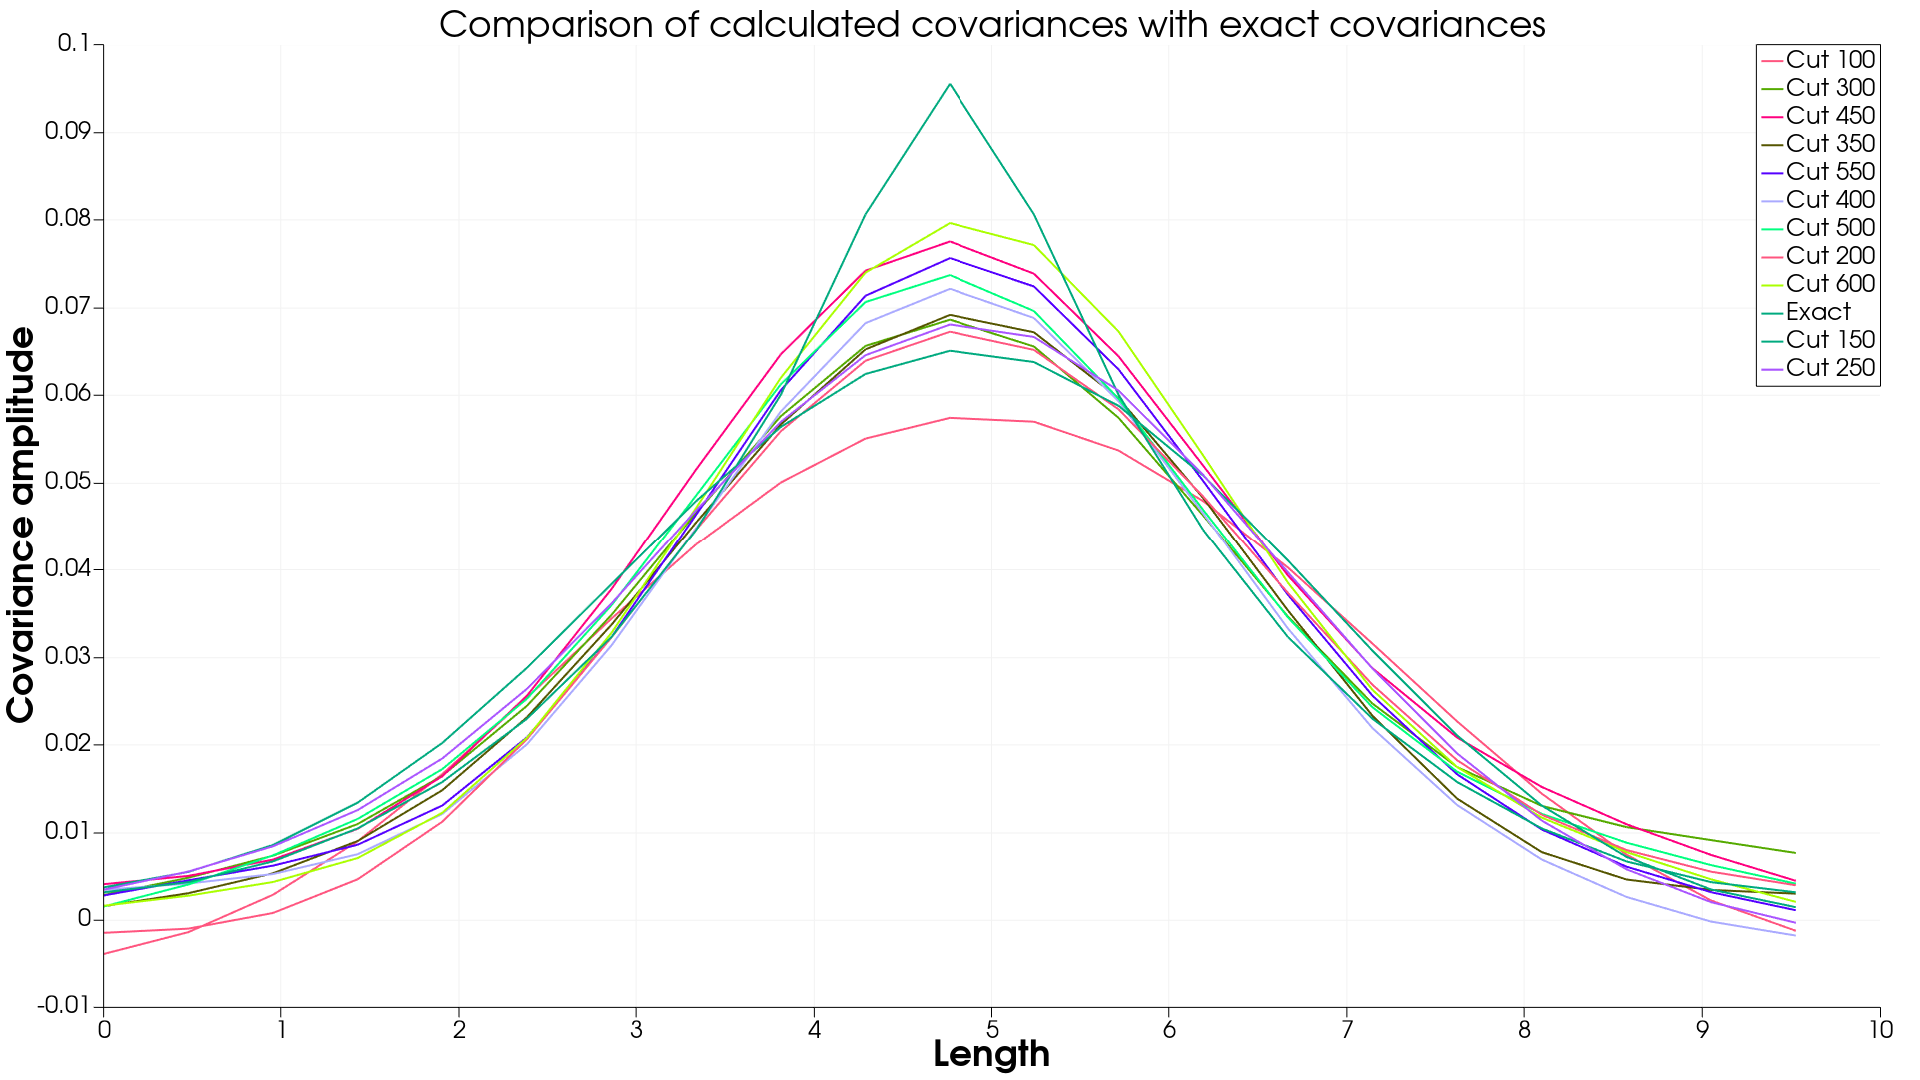 Comparison of calculated covariances with exact covariances
0.1
0.09
0.08
0.07
0.06
0.05
0.04
0.03
0.02
0.01
0
-0.01
Covariance amplitude
0 1 2 3 4 5 6 7 8 9 10
Length
Cut 100
Cut 300
Cut 450
Cut 350
Cut 550
Cut 400
Cut 500
Cut 200
Cut 600
Exact
Cut 150
Cut 250